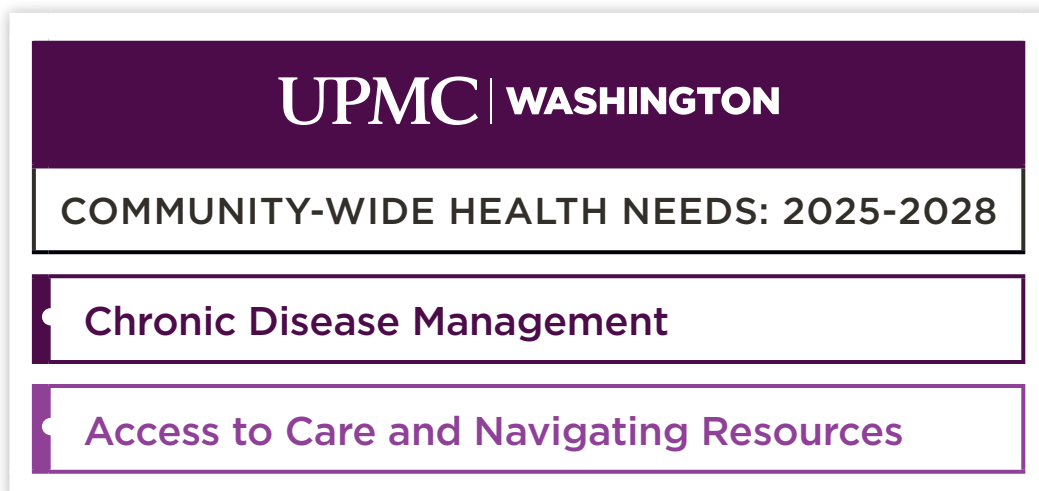 UPMC | WASHINGTON
COMMUNITY-WIDE HEALTH NEEDS: 2025-2028
Chronic Disease Management
Access to Care and Navigating Resources